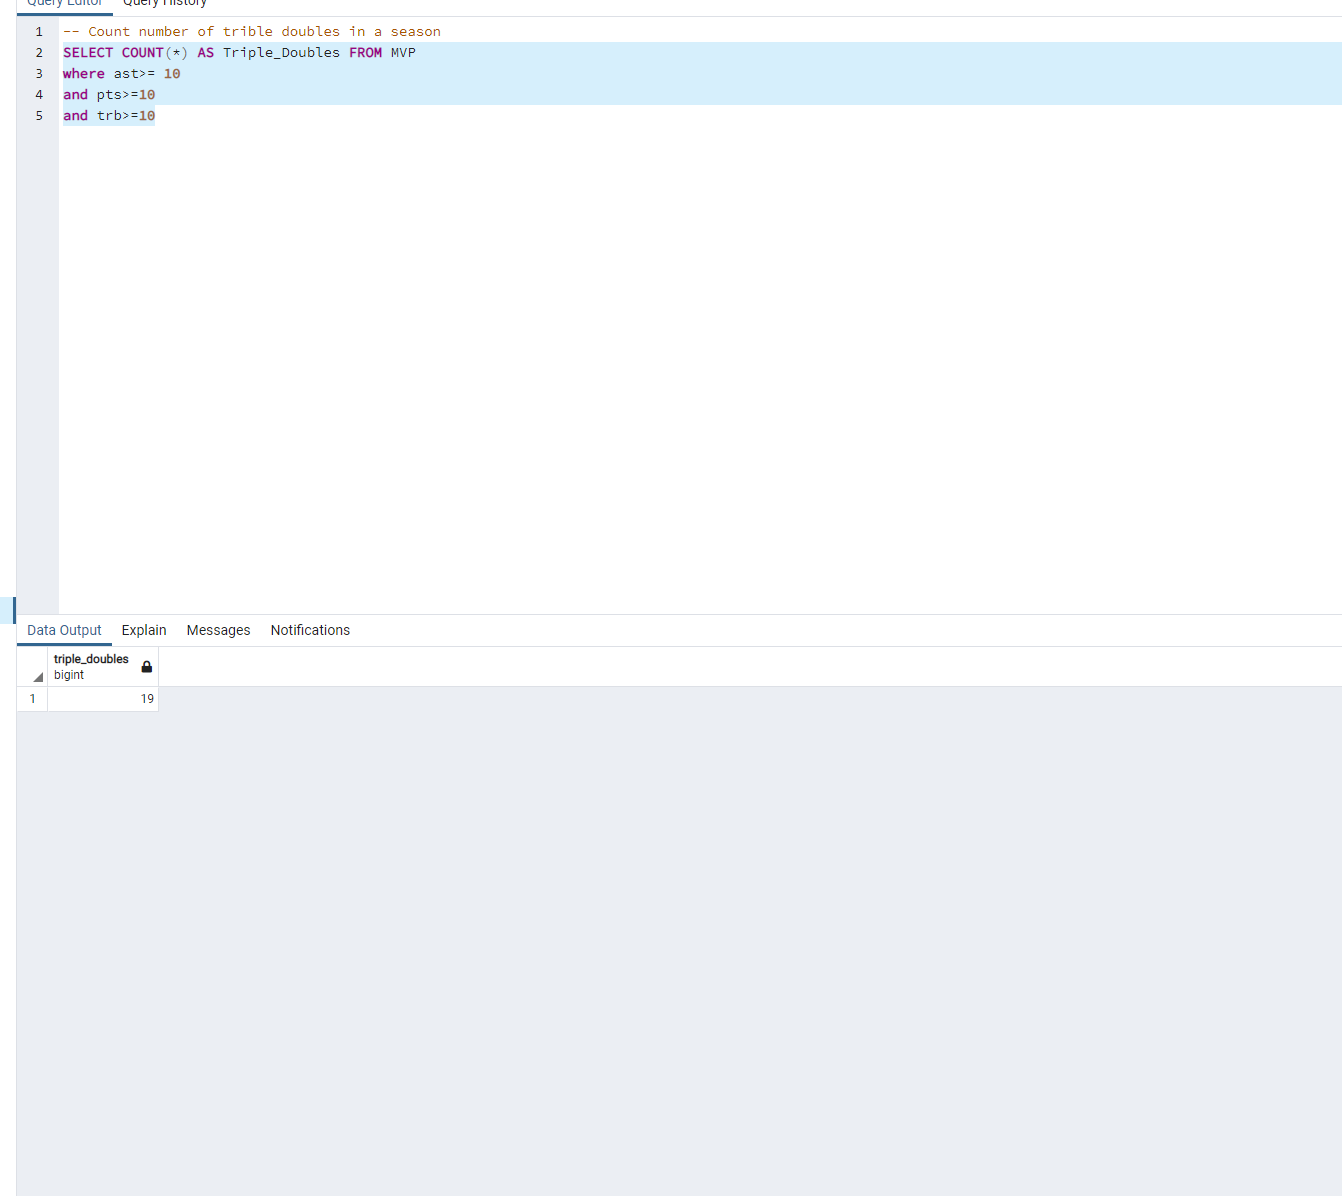 Query Editor Query History
1 -- Count number of trible doubles in a season
2 SELECT COUNT(*) AS Triple_Doubles FROM MVP
3 where ast>= 10
4 and pts>=10
5 and trb>=10
Data Output Explain Messages Notifications
triple_doubles
bigint
1 19